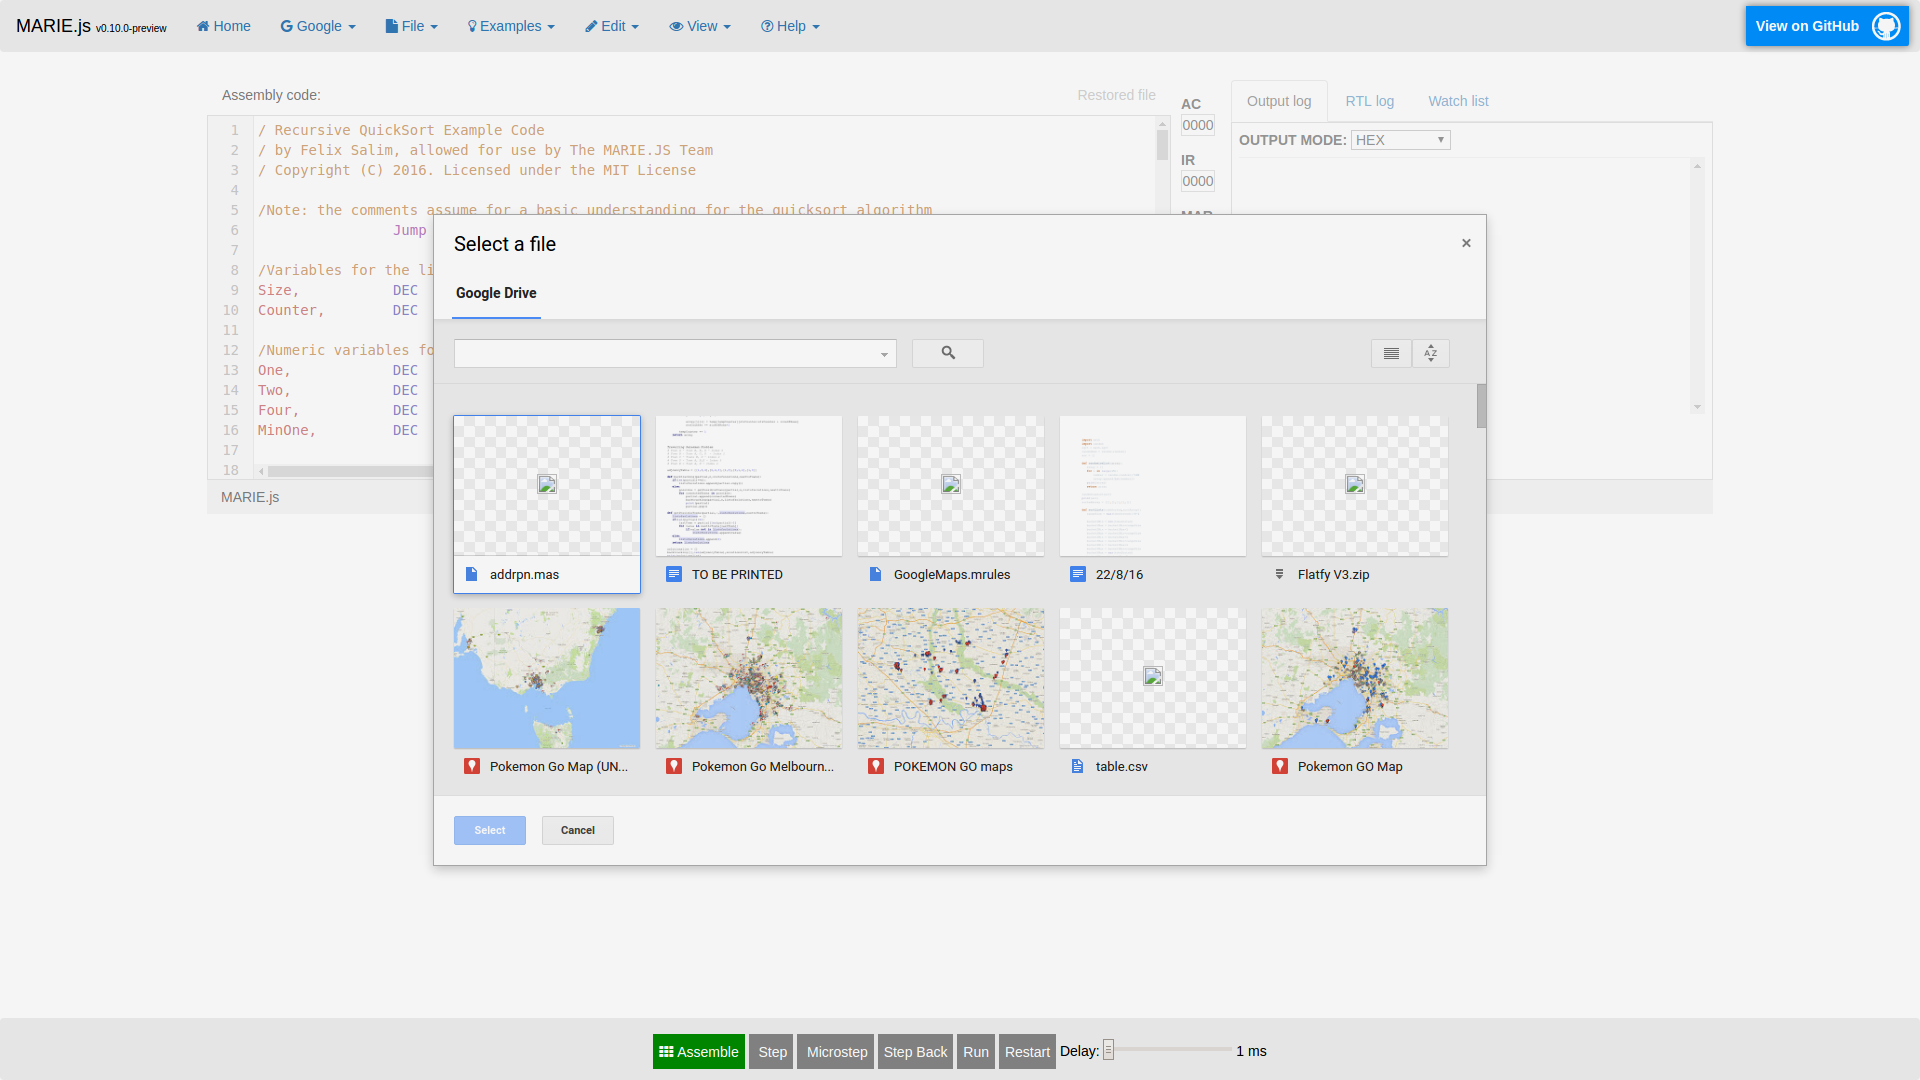 MARIE.js v0.10.0-preview Home Google File Examples Edit View Help View on GitHub
Assembly code: Restored file
1 / Recursive QuickSort Example Code
2 / by Felix Salim, allowed for use by The MARIE.JS Team
3 / Copyright (C) 2016. Licensed under the MIT License
4
5 /Note: the comments assume for a basic understanding for the quicksort algorithm
6 Jump
7
8 /Variables for the li
9 Size, DEC
10 Counter, DEC
11
12 /Numeric variables fo
13 One, DEC
14 Two, DEC
15 Four, DEC
16 MinOne, DEC
17
18
MARIE.js
AC
0000
IR
0000
MAR
Output log RTL log Watch list
OUTPUT MODE: HEX
Select a file ×
Google Drive
A Z
addrpn.mas TO BE PRINTED GoogleMaps.mrules 22/8/16 Flatfy V3.zip
Pokemon Go Map (UN... Pokemon Go Melbourn... POKEMON GO maps table.csv Pokemon GO Map
Select Cancel
Assemble Step Microstep Step Back Run Restart Delay: 1 ms